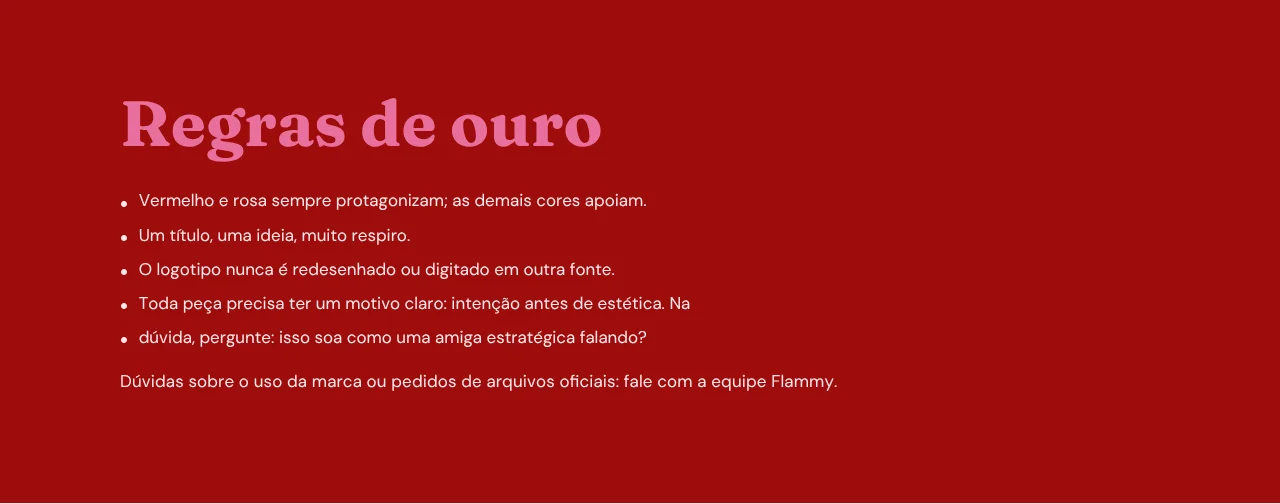 Regras de ouro
• Vermelho e rosa sempre protagonizam; as demais cores apoiam.
• Um título, uma ideia, muito respiro.
• O logotipo nunca é redesenhado ou digitado em outra fonte.
• Toda peça precisa ter um motivo claro: intenção antes de estética. Na
• dúvida, pergunte: isso soa como uma amiga estratégica falando?
Dúvidas sobre o uso da marca ou pedidos de arquivos oficiais: fale com a equipe Flammy.